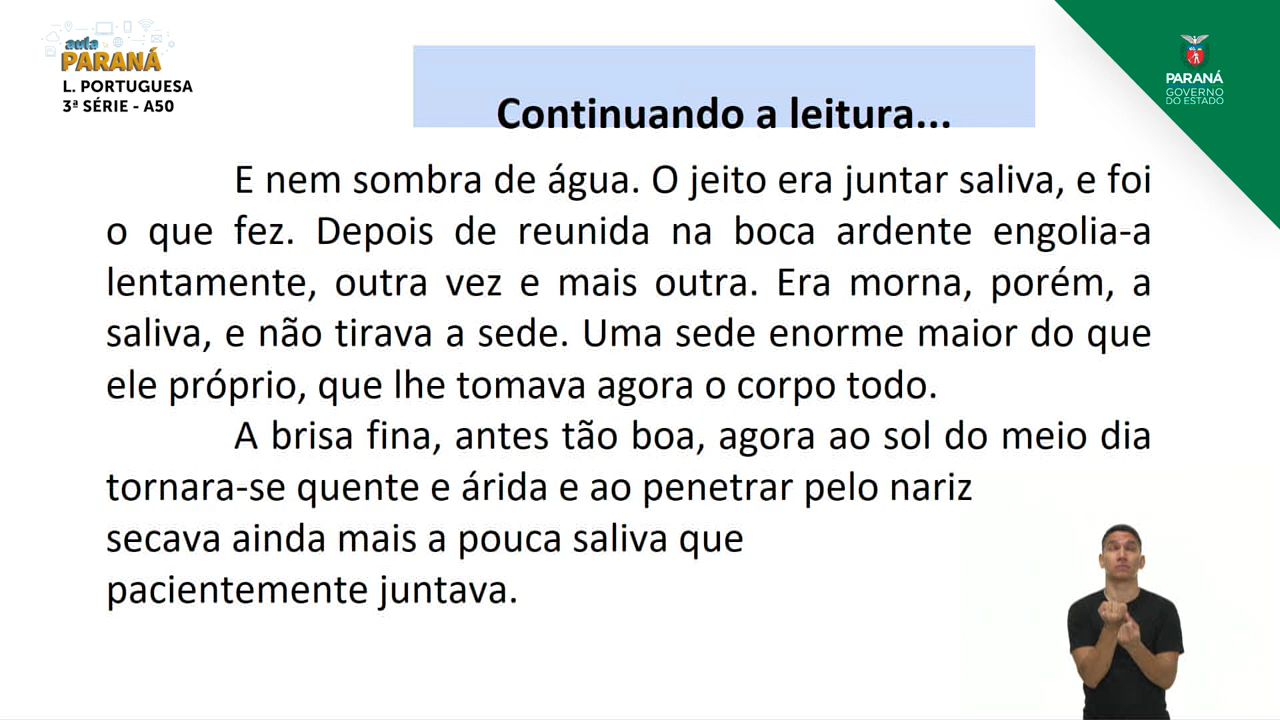 aula
PARANÁ
L. PORTUGUESA
3ª SÉRIE - A50
PARANÁ
GOVERNO
DO ESTADO
Continuando a leitura...
E nem sombra de água. O jeito era juntar saliva, e foi
o que fez. Depois de reunida na boca ardente engolia-a
lentamente, outra vez e mais outra. Era morna, porém, a
saliva, e não tirava a sede. Uma sede enorme maior do que
ele próprio, que lhe tomava agora o corpo todo.
A brisa fina, antes tão boa, agora ao sol do meio dia
tornara-se quente e árida e ao penetrar pelo nariz
secava ainda mais a pouca saliva que
pacientemente juntava.